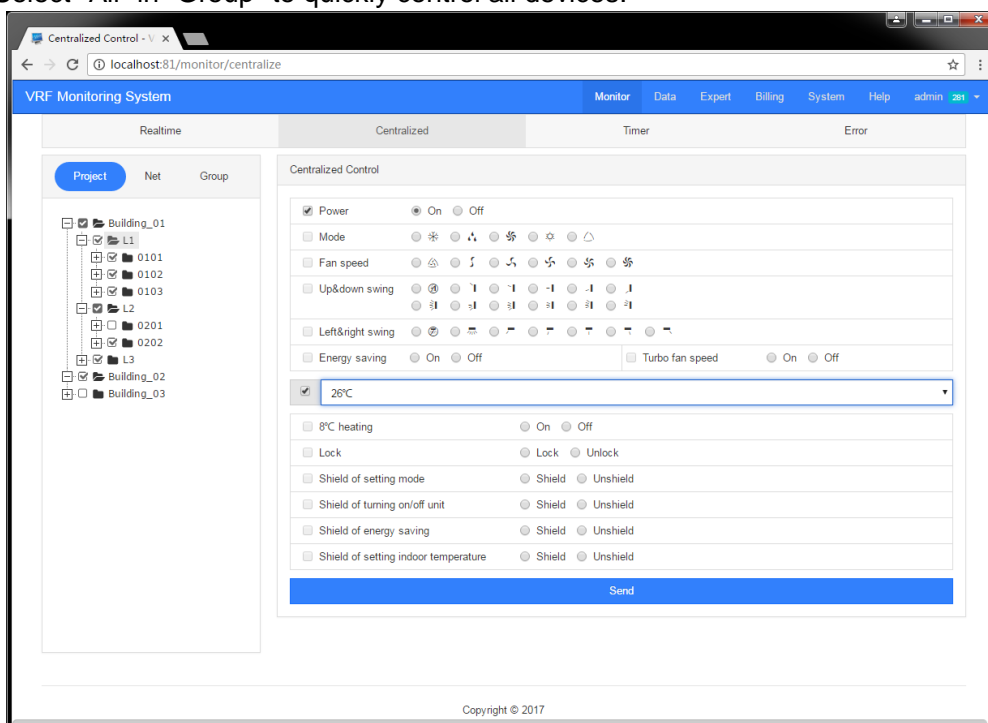 Select "All" in "Group" to quickly control all devices.
Centralized Control - V
localhost:81/monitor/centralize
VRF Monitoring System Monitor Data Expert Billing System Help admin 281
Realtime Centralized Timer Error
Project Net Group
Building_01
L1
0101
0102
0103
L2
0201
0202
L3
Building_02
Building_03
Centralized Control
Power On Off
Mode
Fan speed
Up&down swing
Left&right swing
Energy saving On Off Turbo fan speed On Off
26℃
8℃ heating On Off
Lock Lock Unlock
Shield of setting mode Shield Unshield
Shield of turning on/off unit Shield Unshield
Shield of energy saving Shield Unshield
Shield of setting indoor temperature Shield Unshield
Send
Copyright © 2017